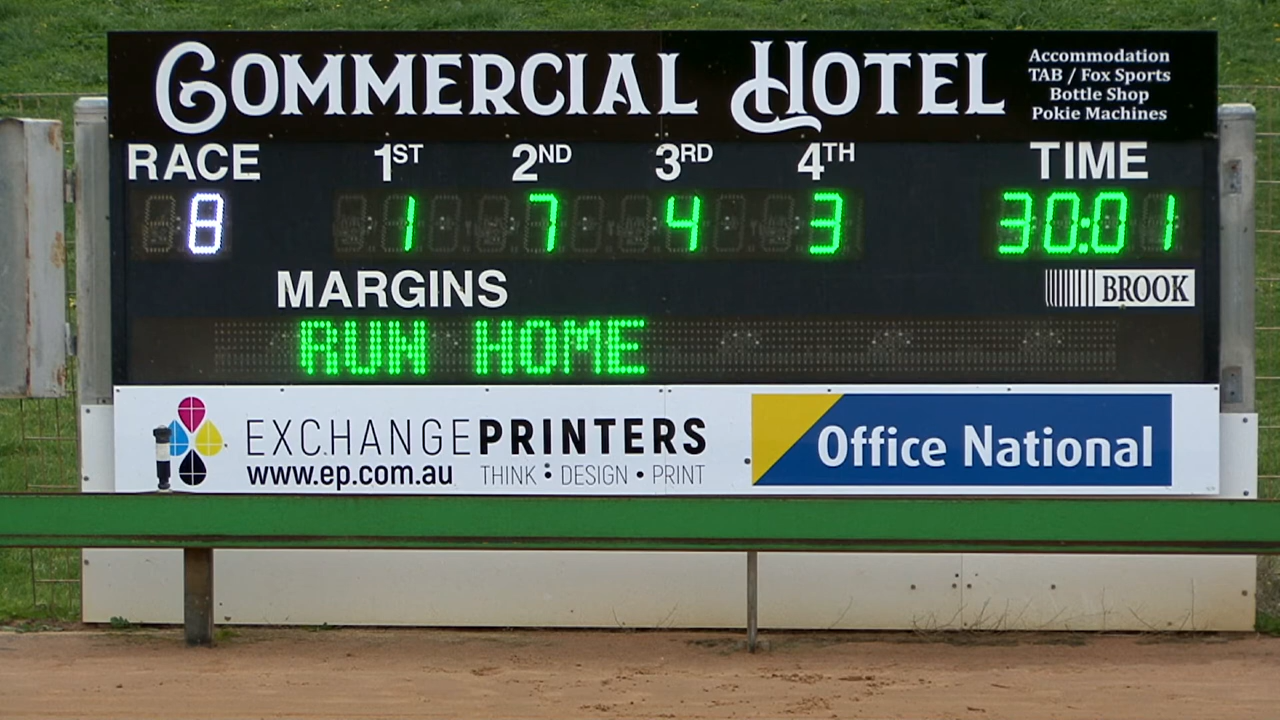 COMMERCIAL HOTEL
Accommodation
TAB / Fox Sports
Bottle Shop
Pokie Machines
RACE 1ST 2ND 3RD 4TH TIME
8 1 7 4 3 30:01
MARGINS
BROOK
RUN HOME
EXCHANGEPRINTERS
www.ep.com.au THINK • DESIGN • PRINT
Office National